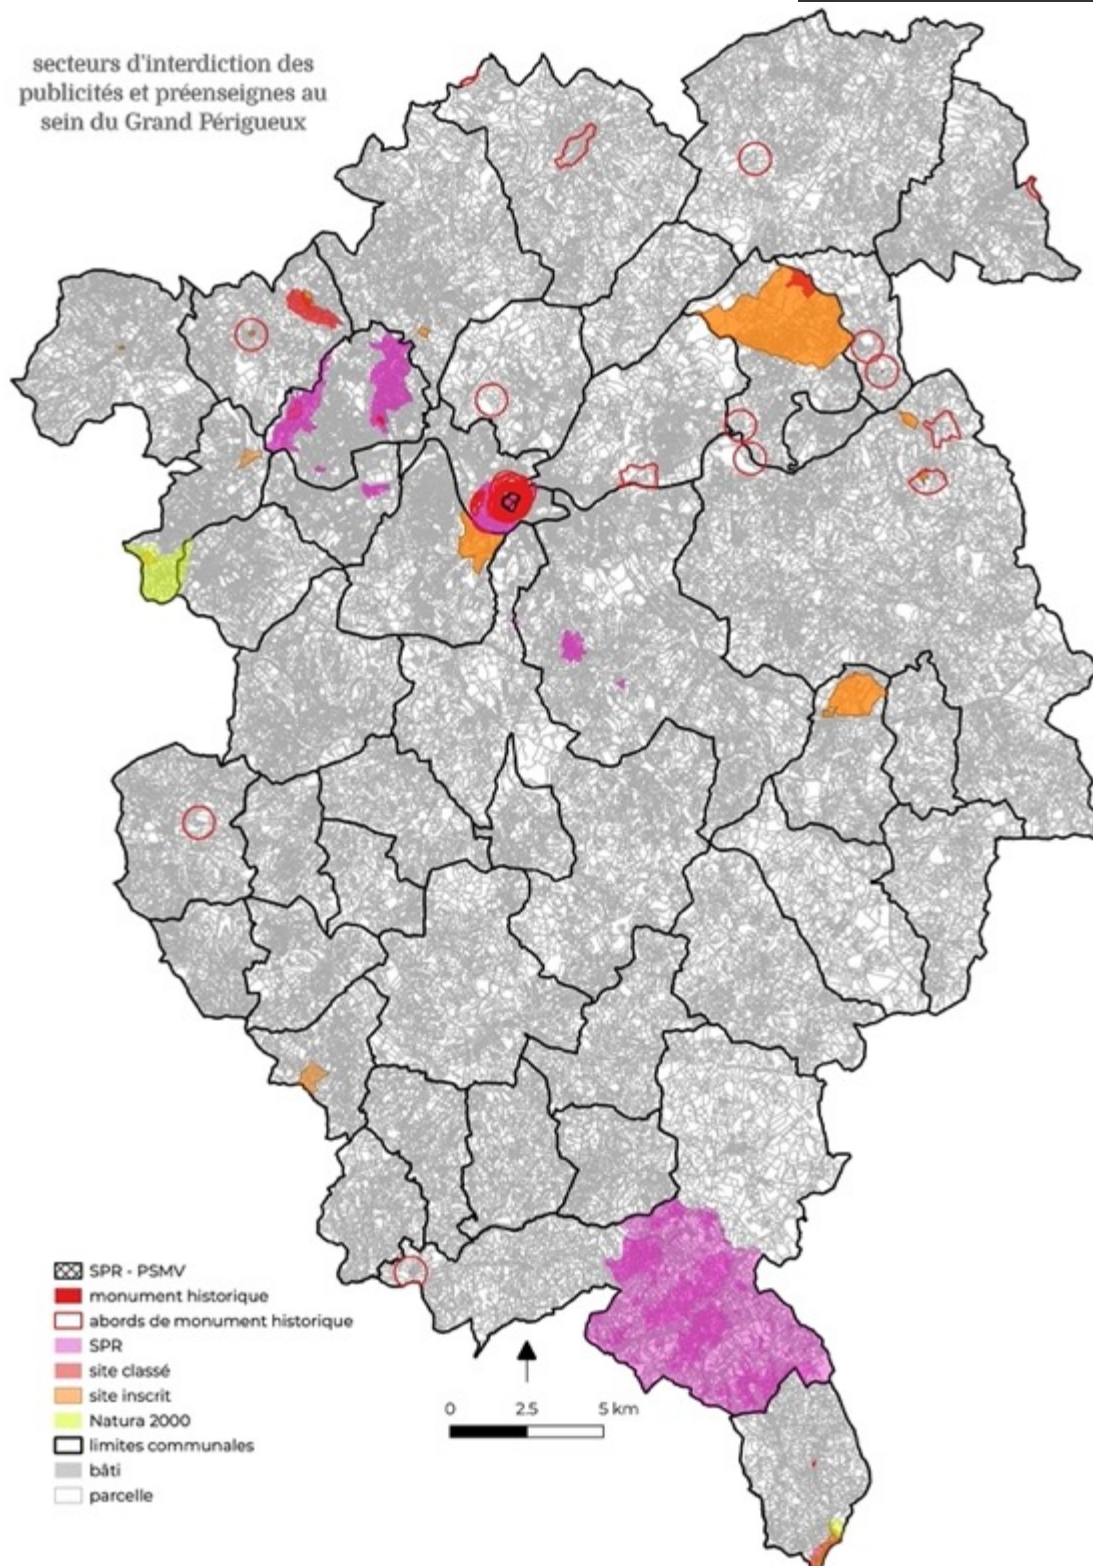 secteurs d'interdiction des
publicités et préenseignes au
sein du Grand Périgueux
SPR - PSMV
monument historique
abords de monument historique
SPR
site classé
site inscrit
Natura 2000
limites communales
bâti
parcelle
0 2.5 5 km